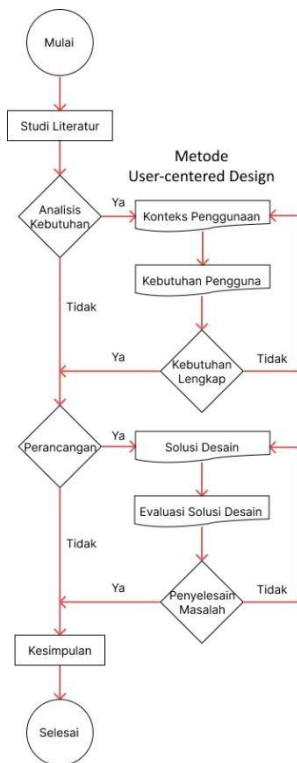 Mulai
Studi Literatur
Metode
User-centered Design
Analisis
Kebutuhan
Ya
Konteks Penggunaan
Kebutuhan Pengguna
Tidak
Ya
Kebutuhan
Lengkap
Tidak
Perancangan
Ya
Solusi Desain
Evaluasi Solusi Desain
Tidak
Ya
Penyelesain
Masalah
Tidak
Kesimpulan
Selesai